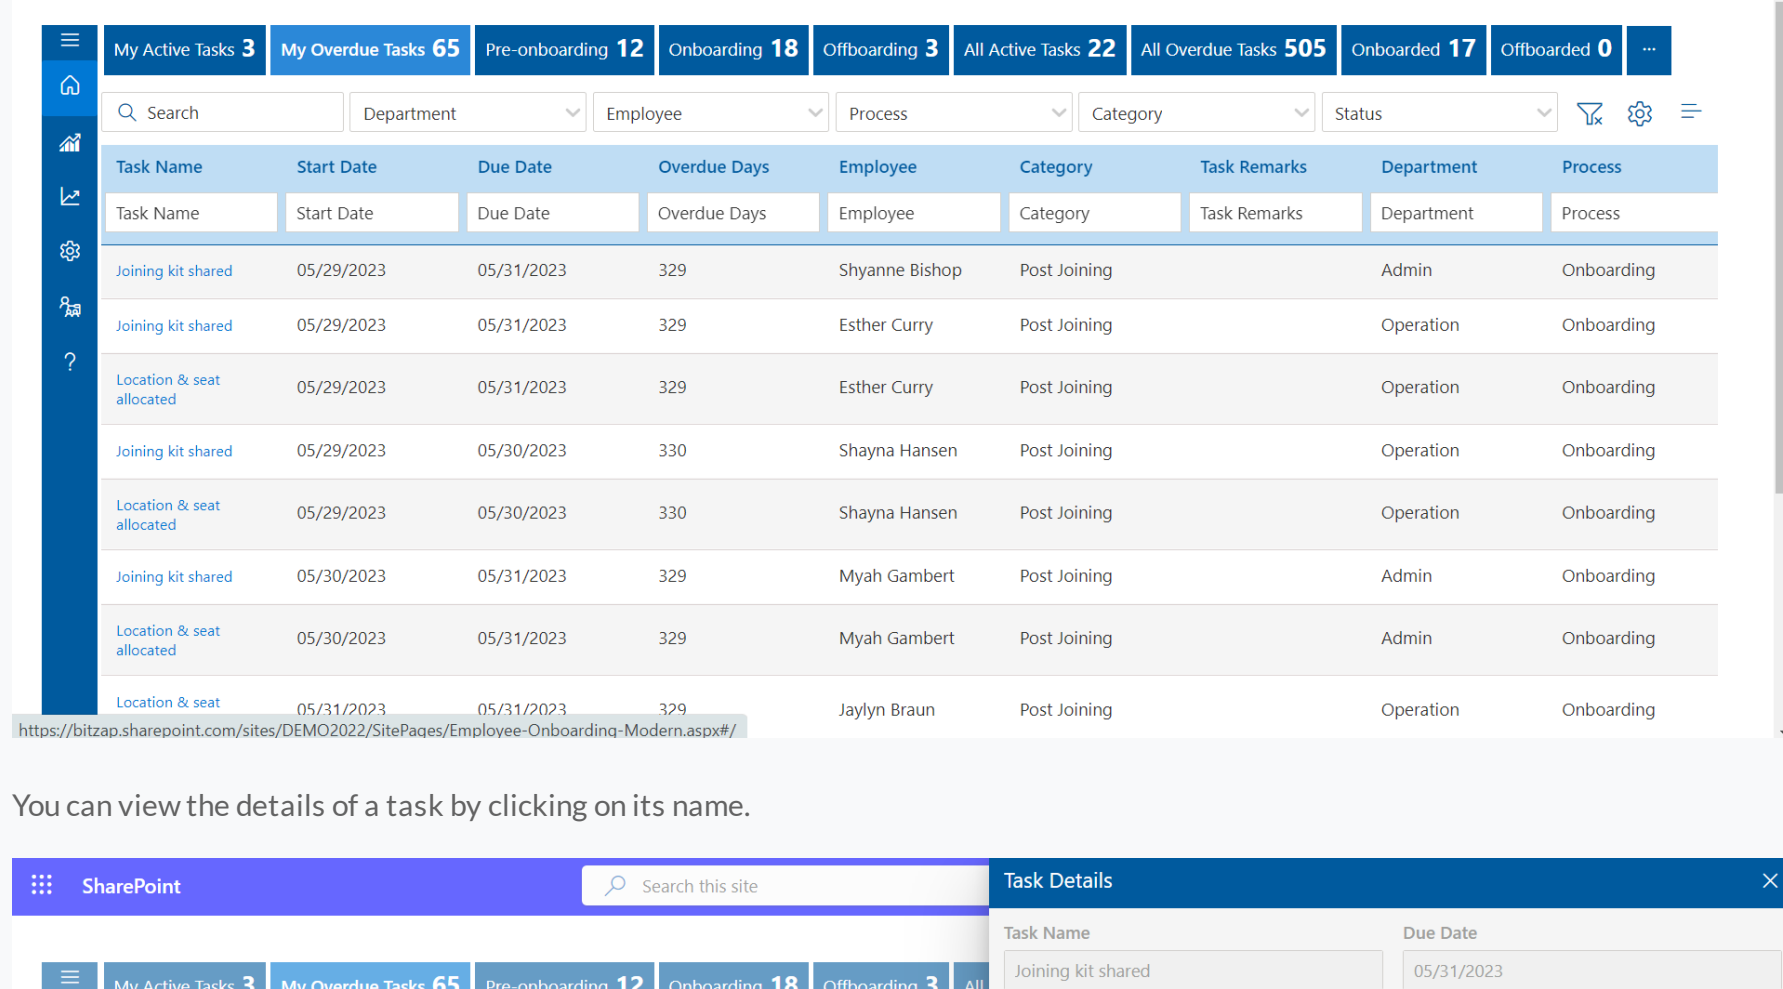 My Active Tasks 3 My Overdue Tasks 65 Pre-onboarding 12 Onboarding 18 Offboarding 3 All Active Tasks 22 All Overdue Tasks 505 Onboarded 17 Offboarded 0 ...
Search Department Employee Process Category Status
Task Name Start Date Due Date Overdue Days Employee Category Task Remarks Department Process
Task Name Start Date Due Date Overdue Days Employee Category Task Remarks Department Process
Joining kit shared 05/29/2023 05/31/2023 329 Shyanne Bishop Post Joining Admin Onboarding
Joining kit shared 05/29/2023 05/31/2023 329 Esther Curry Post Joining Operation Onboarding
Location & seat
allocated 05/29/2023 05/31/2023 329 Esther Curry Post Joining Operation Onboarding
Joining kit shared 05/29/2023 05/30/2023 330 Shayna Hansen Post Joining Operation Onboarding
Location & seat
allocated 05/29/2023 05/30/2023 330 Shayna Hansen Post Joining Operation Onboarding
Joining kit shared 05/30/2023 05/31/2023 329 Myah Gambert Post Joining Admin Onboarding
Location & seat
allocated 05/30/2023 05/31/2023 329 Myah Gambert Post Joining Admin Onboarding
Location & seat 05/31/2023 05/31/2023 329 Jaylyn Braun Post Joining Operation Onboarding
https://bitzap.sharepoint.com/sites/DEMO2022/SitePages/Employee-Onboarding-Modern.aspx#/
You can view the details of a task by clicking on its name.
SharePoint Search this site Task Details
Task Name Due Date
Joining kit shared 05/31/2023
My Active Tasks 3 My Overdue Tasks 65 Pre-onboarding 12 Onboarding 18 Offboarding 3 All